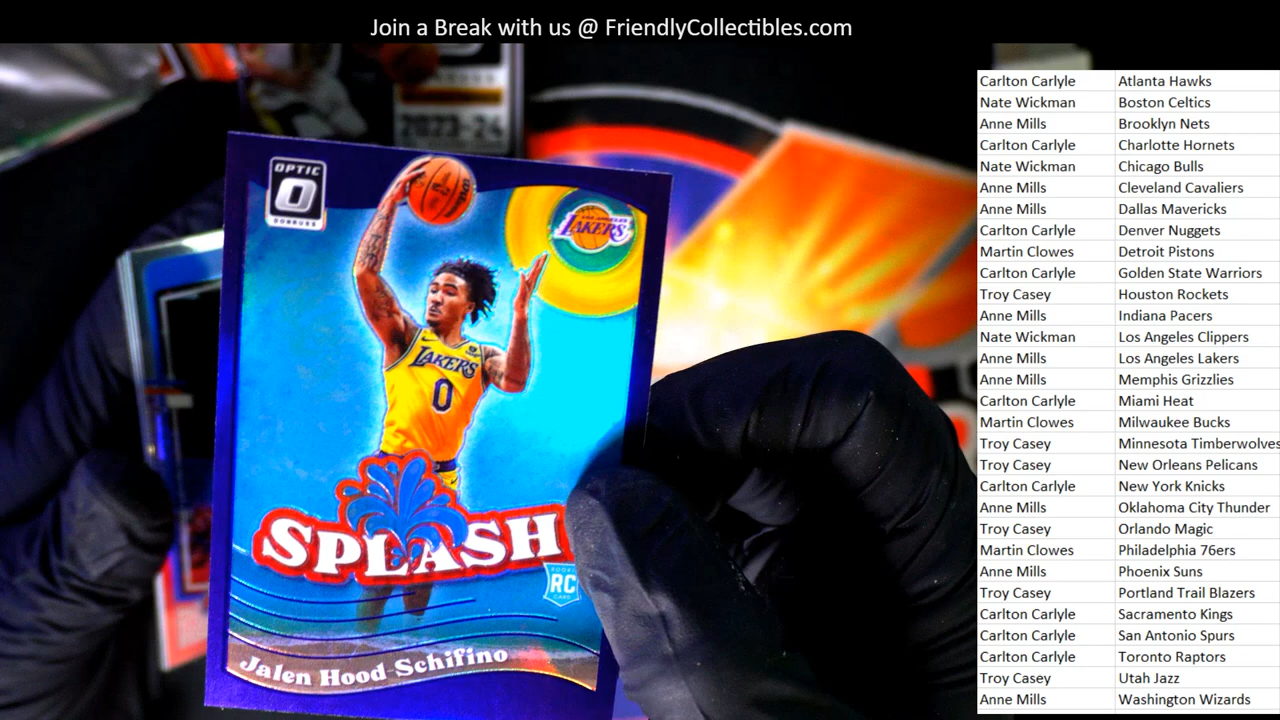 Join a Break with us @ FriendlyCollectibles.com
2023-24
OPTIC
DONRUSS
LOS ANGELES
LAKERS
LAKERS
0
SPLASH
ROOKIE
RC
CARD
Jalen Hood-Schifino
Carlton Carlyle Atlanta Hawks
Nate Wickman Boston Celtics
Anne Mills Brooklyn Nets
Carlton Carlyle Charlotte Hornets
Nate Wickman Chicago Bulls
Anne Mills Cleveland Cavaliers
Anne Mills Dallas Mavericks
Carlton Carlyle Denver Nuggets
Martin Clowes Detroit Pistons
Carlton Carlyle Golden State Warriors
Troy Casey Houston Rockets
Anne Mills Indiana Pacers
Nate Wickman Los Angeles Clippers
Anne Mills Los Angeles Lakers
Anne Mills Memphis Grizzlies
Carlton Carlyle Miami Heat
Martin Clowes Milwaukee Bucks
Troy Casey Minnesota Timberwolves
Troy Casey New Orleans Pelicans
Carlton Carlyle New York Knicks
Anne Mills Oklahoma City Thunder
Troy Casey Orlando Magic
Martin Clowes Philadelphia 76ers
Anne Mills Phoenix Suns
Troy Casey Portland Trail Blazers
Carlton Carlyle Sacramento Kings
Carlton Carlyle San Antonio Spurs
Carlton Carlyle Toronto Raptors
Troy Casey Utah Jazz
Anne Mills Washington Wizards